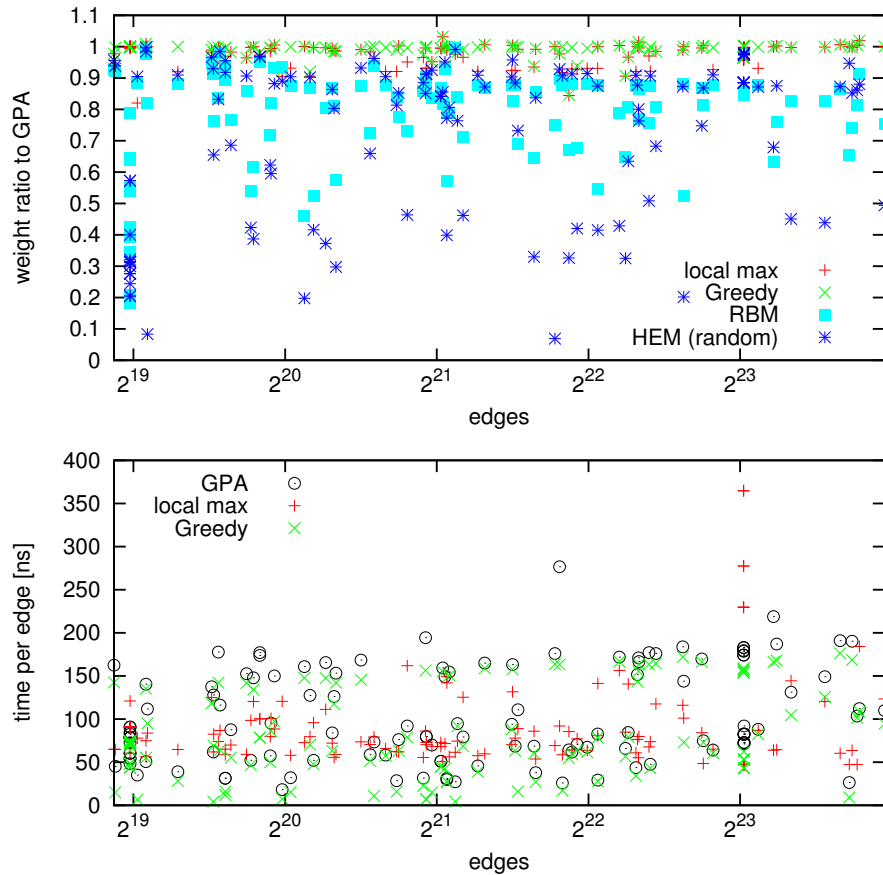 1.1
1
0.9
0.8
0.7
0.6
0.5
0.4
0.3
0.2
0.1
0
weight ratio to GPA
local max
Greedy
RBM
HEM (random)
2^19 2^20 2^21 2^22 2^23
edges
400
350
300
250
200
150
100
50
0
time per edge [ns]
GPA
local max
Greedy
2^19 2^20 2^21 2^22 2^23
edges